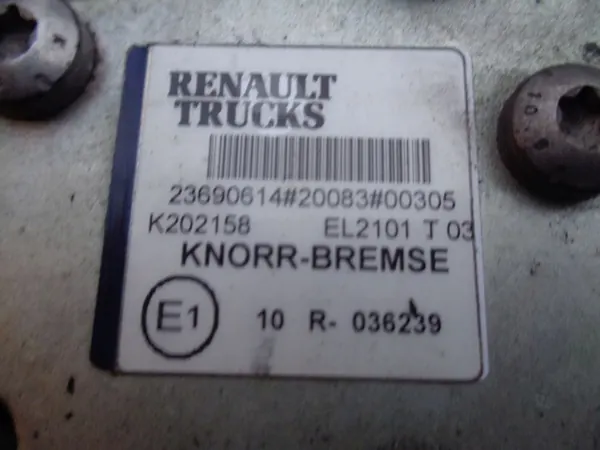 RENAULT
TRUCKS
23690614#20083#00305
K202158 EL2101 T 03
KNORR-BREMSE
E1 10 R- 036239